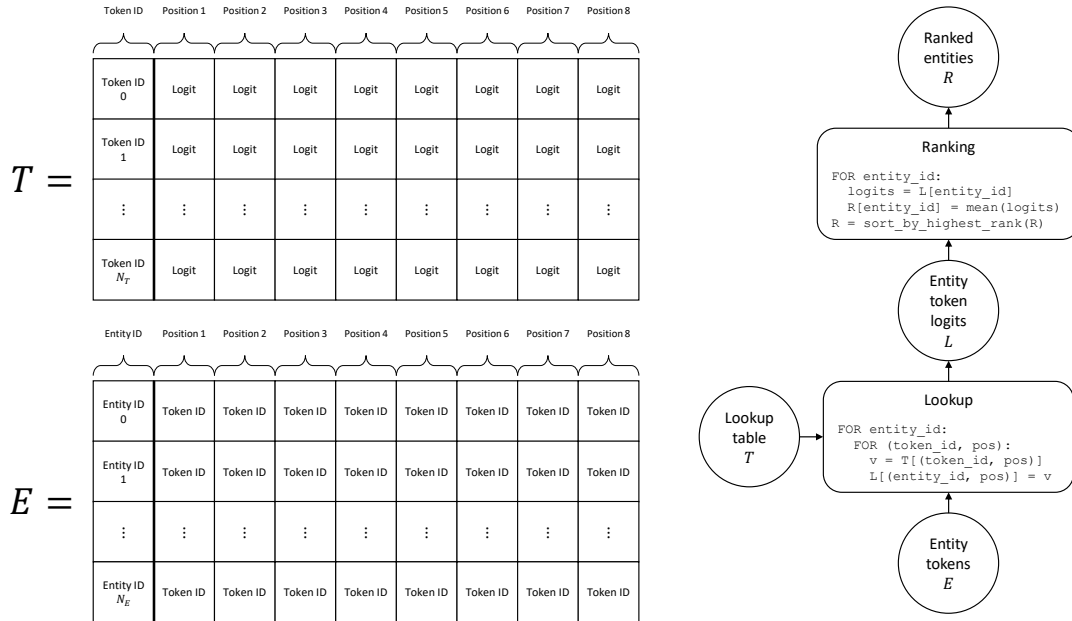 Token ID Position 1 Position 2 Position 3 Position 4 Position 5 Position 6 Position 7 Position 8
Token ID
0
Logit Logit Logit Logit Logit Logit Logit Logit
Token ID
1
Logit Logit Logit Logit Logit Logit Logit Logit
T =
⋮ ⋮ ⋮ ⋮ ⋮ ⋮ ⋮ ⋮ ⋮
Token ID
N_T
Logit Logit Logit Logit Logit Logit Logit Logit
Entity ID Position 1 Position 2 Position 3 Position 4 Position 5 Position 6 Position 7 Position 8
Entity ID
0
Token ID Token ID Token ID Token ID Token ID Token ID Token ID Token ID
Entity ID
1
Token ID Token ID Token ID Token ID Token ID Token ID Token ID Token ID
E =
⋮ ⋮ ⋮ ⋮ ⋮ ⋮ ⋮ ⋮ ⋮
Entity ID
N_E
Token ID Token ID Token ID Token ID Token ID Token ID Token ID Token ID
Ranked
entities
R
Ranking
FOR entity_id:
logits = L[entity_id]
R[entity_id] = mean(logits)
R = sort_by_highest_rank(R)
Entity
token
logits
L
Lookup
table
T
Lookup
FOR entity_id:
FOR (token_id, pos):
v = T[(token_id, pos)]
L[(entity_id, pos)] = v
Entity
tokens
E